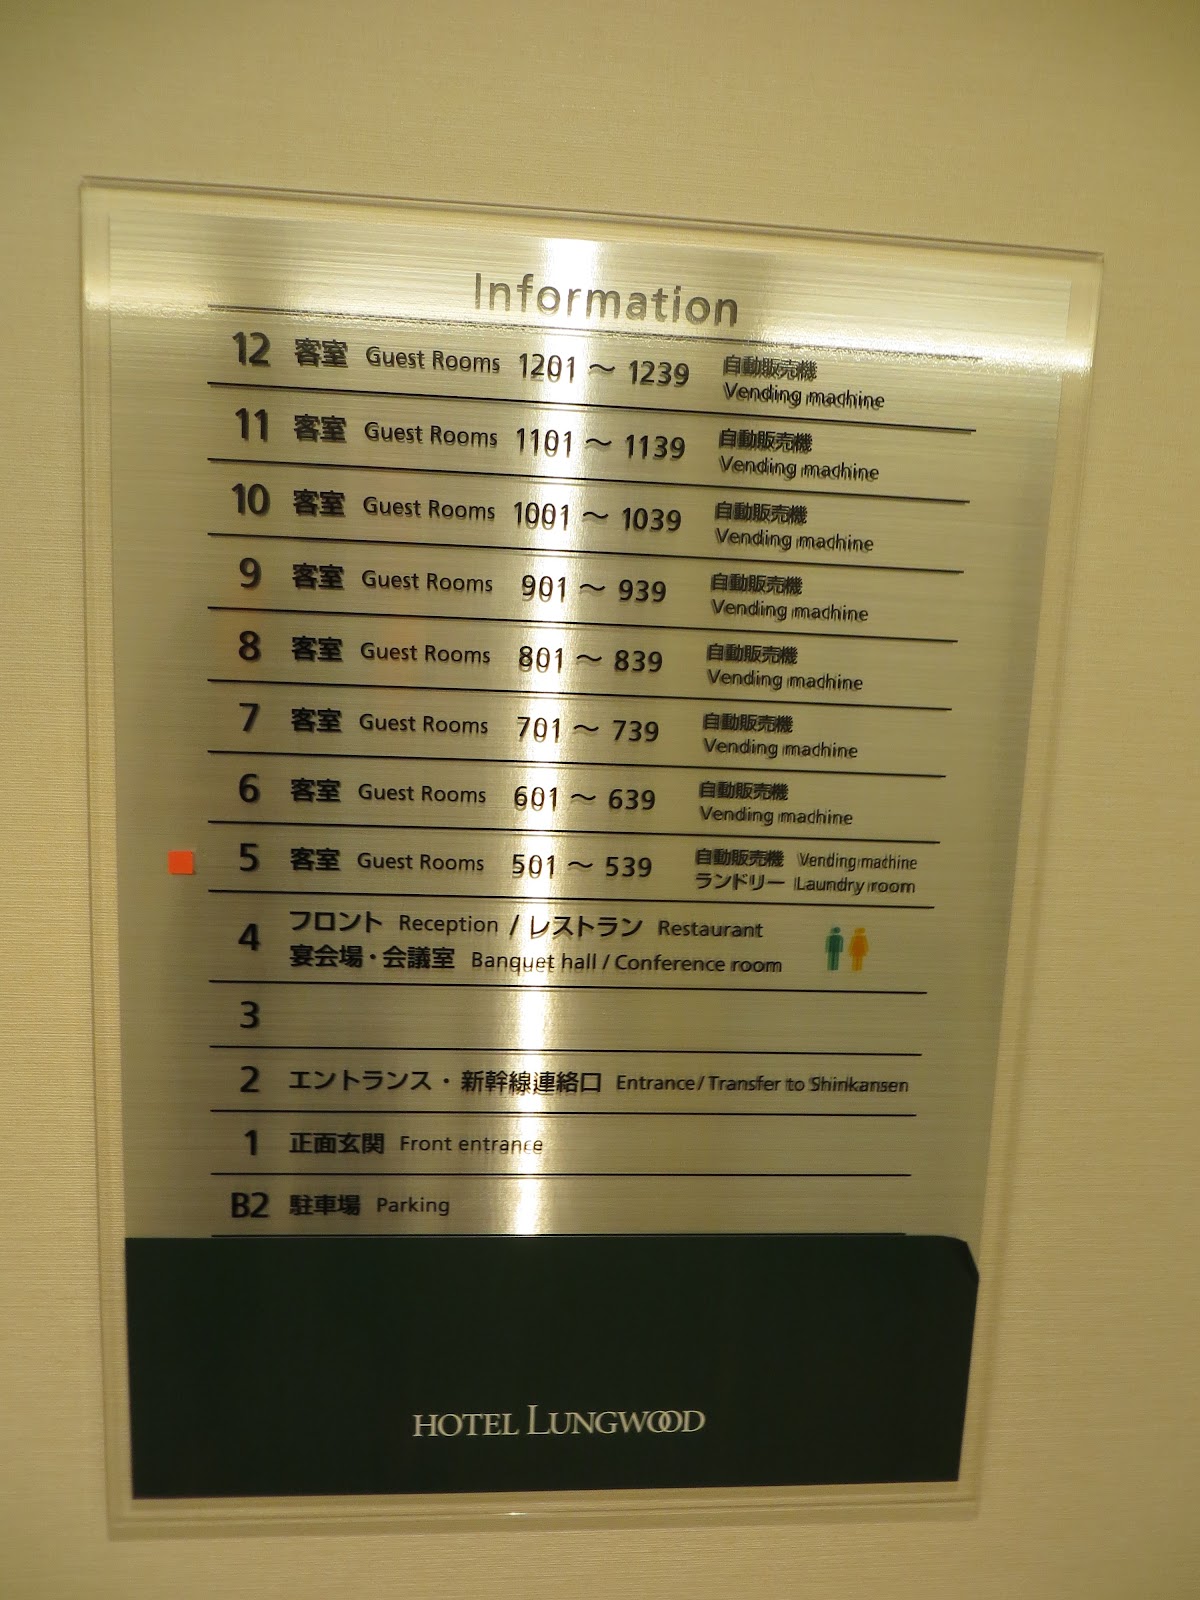 Information
12 客室 Guest Rooms 1201 ～ 1239 自動販売機
Vending machine
11 客室 Guest Rooms 1101 ～ 1139 自動販売機
Vending machine
10 客室 Guest Rooms 1001 ～ 1039 自動販売機
Vending machine
9 客室 Guest Rooms 901 ～ 939 自動販売機
Vending machine
8 客室 Guest Rooms 801 ～ 839 自動販売機
Vending machine
7 客室 Guest Rooms 701 ～ 739 自動販売機
Vending machine
6 客室 Guest Rooms 601 ～ 639 自動販売機
Vending machine
5 客室 Guest Rooms 501 ～ 539 自動販売機 Vending machine
ランドリー Laundry room
4 フロント Reception / レストラン Restaurant
宴会場・会議室 Banquet hall / Conference room
3
2 エントランス・新幹線連絡口 Entrance / Transfer to Shinkansen
1 正面玄関 Front entrance
B2 駐車場 Parking
HOTEL LUNGWOOD